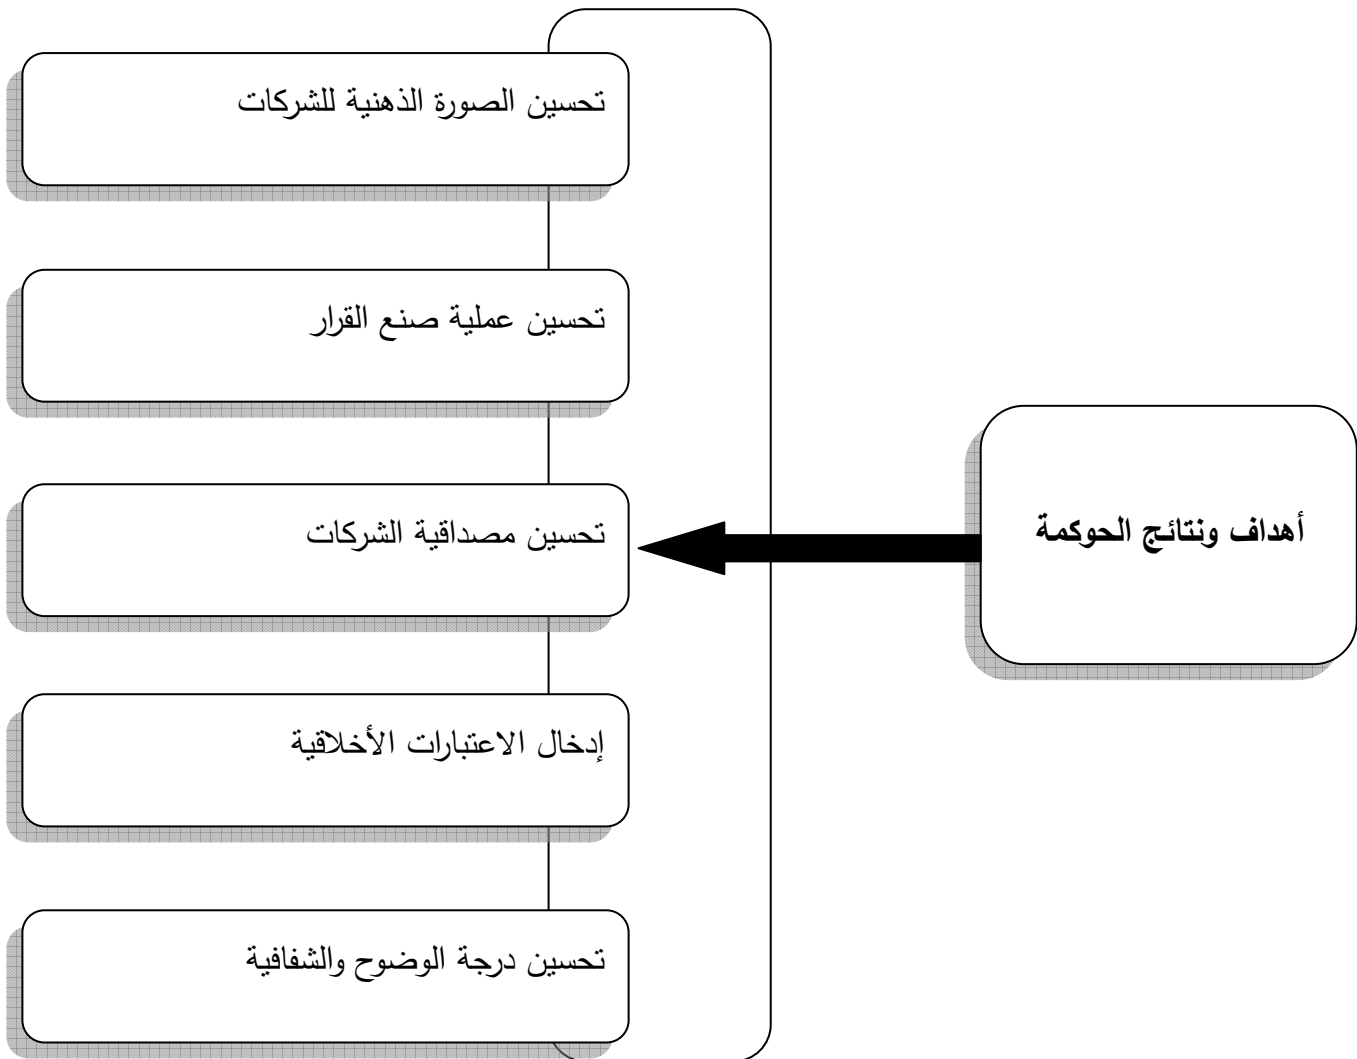 أهداف ونتائج الحوكمة
تحسين الصورة الذهنية للشركات
تحسين عملية صنع القرار
تحسين مصداقية الشركات
إدخال الاعتبارات الأخلاقية
تحسين درجة الوضوح والشفافية